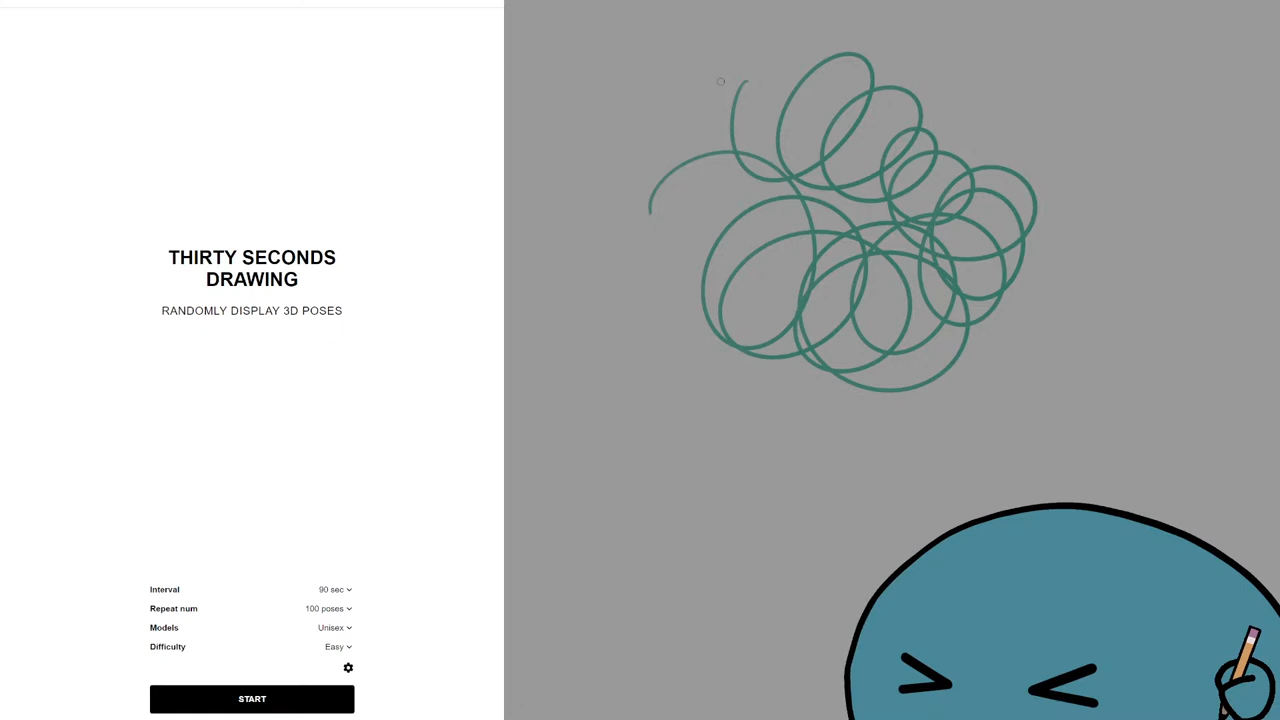 THIRTY SECONDS
DRAWING
RANDOMLY DISPLAY 3D POSES
Interval 90 sec
Repeat num 100 poses
Models Unisex
Difficulty Easy
START